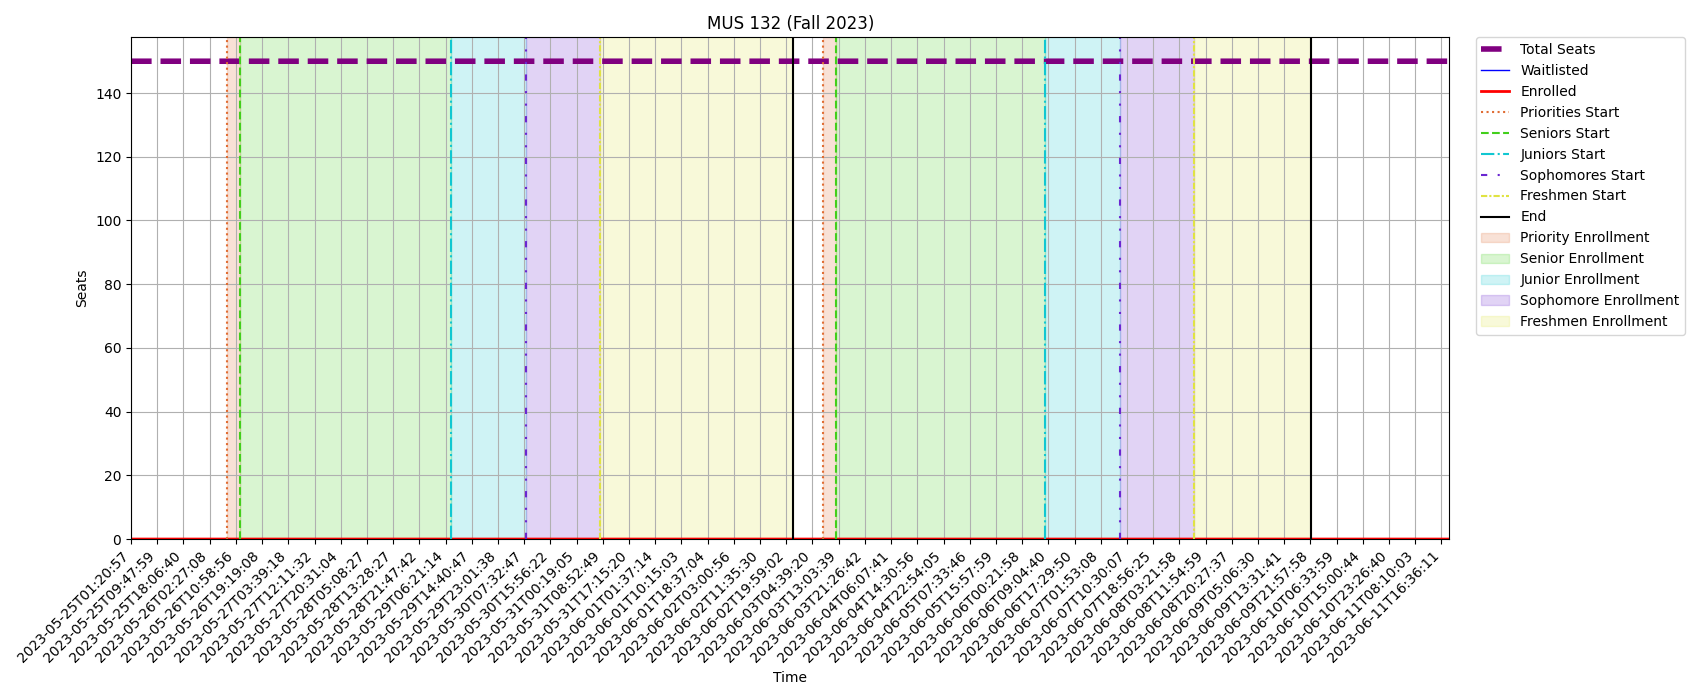 MUS 132 (Fall 2023)
Seats
140
120
100
80
60
40
20
0
2023-05-25T01:20:57
2023-05-25T09:47:59
2023-05-25T18:06:40
2023-05-26T02:27:08
2023-05-26T10:58:56
2023-05-26T19:19:08
2023-05-27T03:39:18
2023-05-27T12:11:32
2023-05-27T20:31:04
2023-05-28T05:08:27
2023-05-28T13:28:27
2023-05-28T21:47:42
2023-05-29T06:21:14
2023-05-29T14:40:47
2023-05-29T23:01:38
2023-05-30T07:32:47
2023-05-30T15:56:22
2023-05-31T00:19:05
2023-05-31T08:52:49
2023-05-31T17:15:20
2023-06-01T01:37:14
2023-06-01T10:15:03
2023-06-01T18:37:04
2023-06-02T03:00:56
2023-06-02T11:35:30
2023-06-02T19:59:02
2023-06-03T04:39:20
2023-06-03T13:03:39
2023-06-03T21:26:42
2023-06-04T06:07:41
2023-06-04T14:30:56
2023-06-04T22:54:05
2023-06-05T07:33:46
2023-06-05T15:57:59
2023-06-06T00:21:58
2023-06-06T09:04:40
2023-06-06T17:29:50
2023-06-07T01:53:08
2023-06-07T10:30:07
2023-06-07T18:56:25
2023-06-08T03:21:58
2023-06-08T11:54:59
2023-06-08T20:27:37
2023-06-09T05:06:30
2023-06-09T13:31:41
2023-06-09T21:57:58
2023-06-10T06:33:59
2023-06-10T15:00:44
2023-06-10T23:26:40
2023-06-11T08:10:03
2023-06-11T16:36:11
Time
Total Seats
Waitlisted
Enrolled
Priorities Start
Seniors Start
Juniors Start
Sophomores Start
Freshmen Start
End
Priority Enrollment
Senior Enrollment
Junior Enrollment
Sophomore Enrollment
Freshmen Enrollment